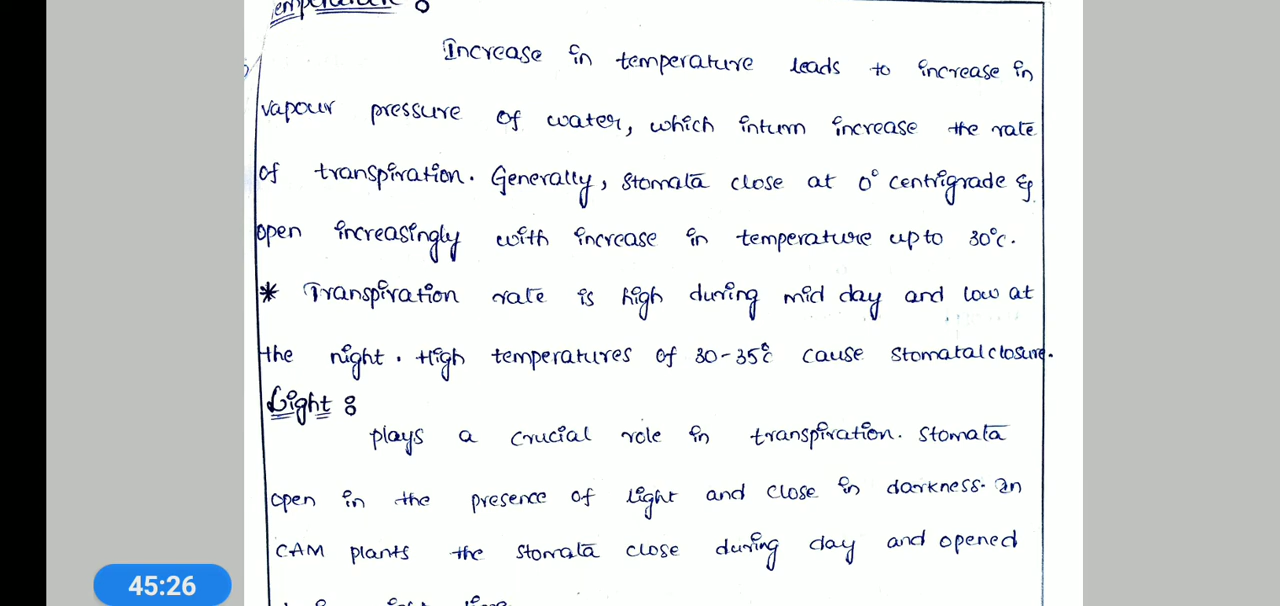 Temperature :
Increase in temperature leads to increase in
vapour pressure of water, which inturn increase the rate
of transpiration. Generally, stomata close at 0° centigrade &
open increasingly with increase in temperature upto 30°c.
* Transpiration rate is high during mid day and low at
the night. High temperatures of 30-35°c cause stomatal closure.
Light :
plays a crucial role in transpiration. Stomata
open in the presence of light and close in darkness. In
CAM plants the stomata close during day and opened
45:26